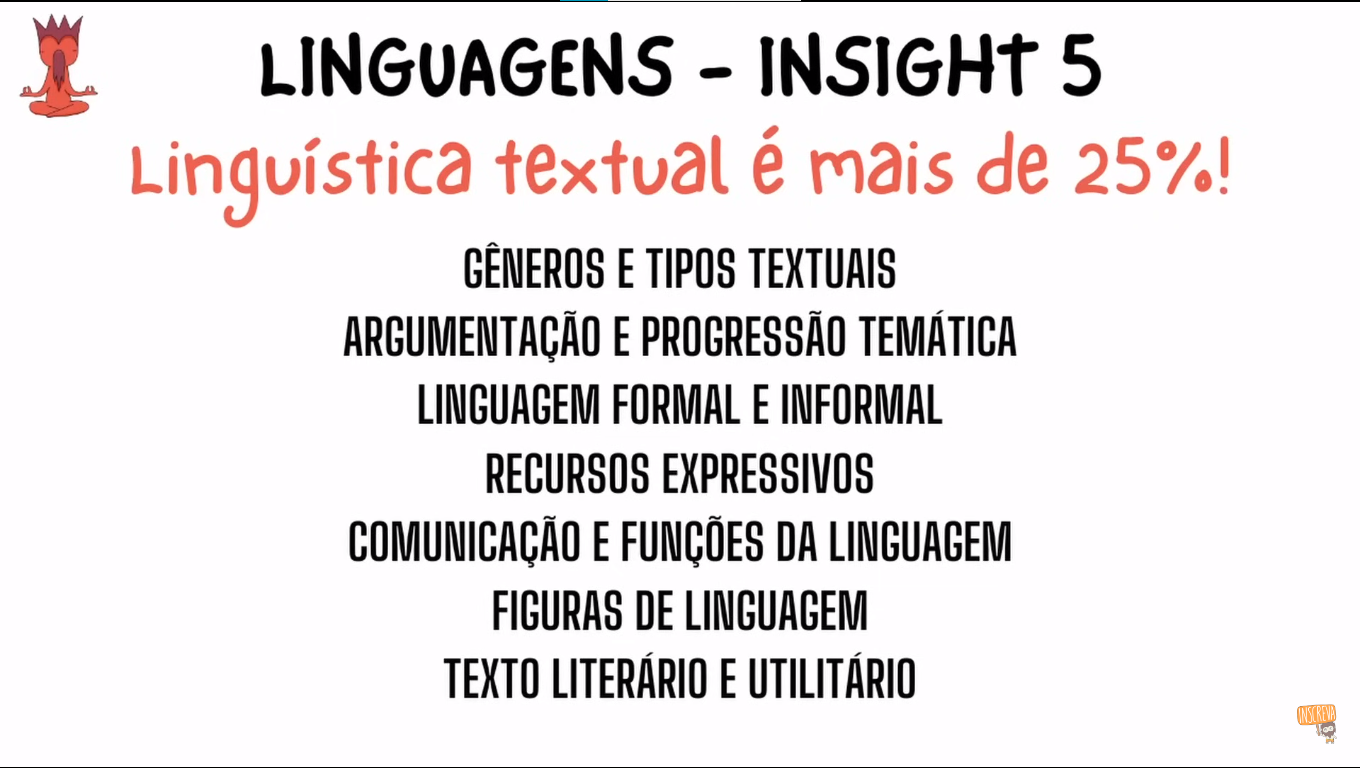 LINGUAGENS - INSIGHT 5
Linguística textual é mais de 25%!
GÊNEROS E TIPOS TEXTUAIS
ARGUMENTAÇÃO E PROGRESSÃO TEMÁTICA
LINGUAGEM FORMAL E INFORMAL
RECURSOS EXPRESSIVOS
COMUNICAÇÃO E FUNÇÕES DA LINGUAGEM
FIGURAS DE LINGUAGEM
TEXTO LITERÁRIO E UTILITÁRIO
INSCREVA